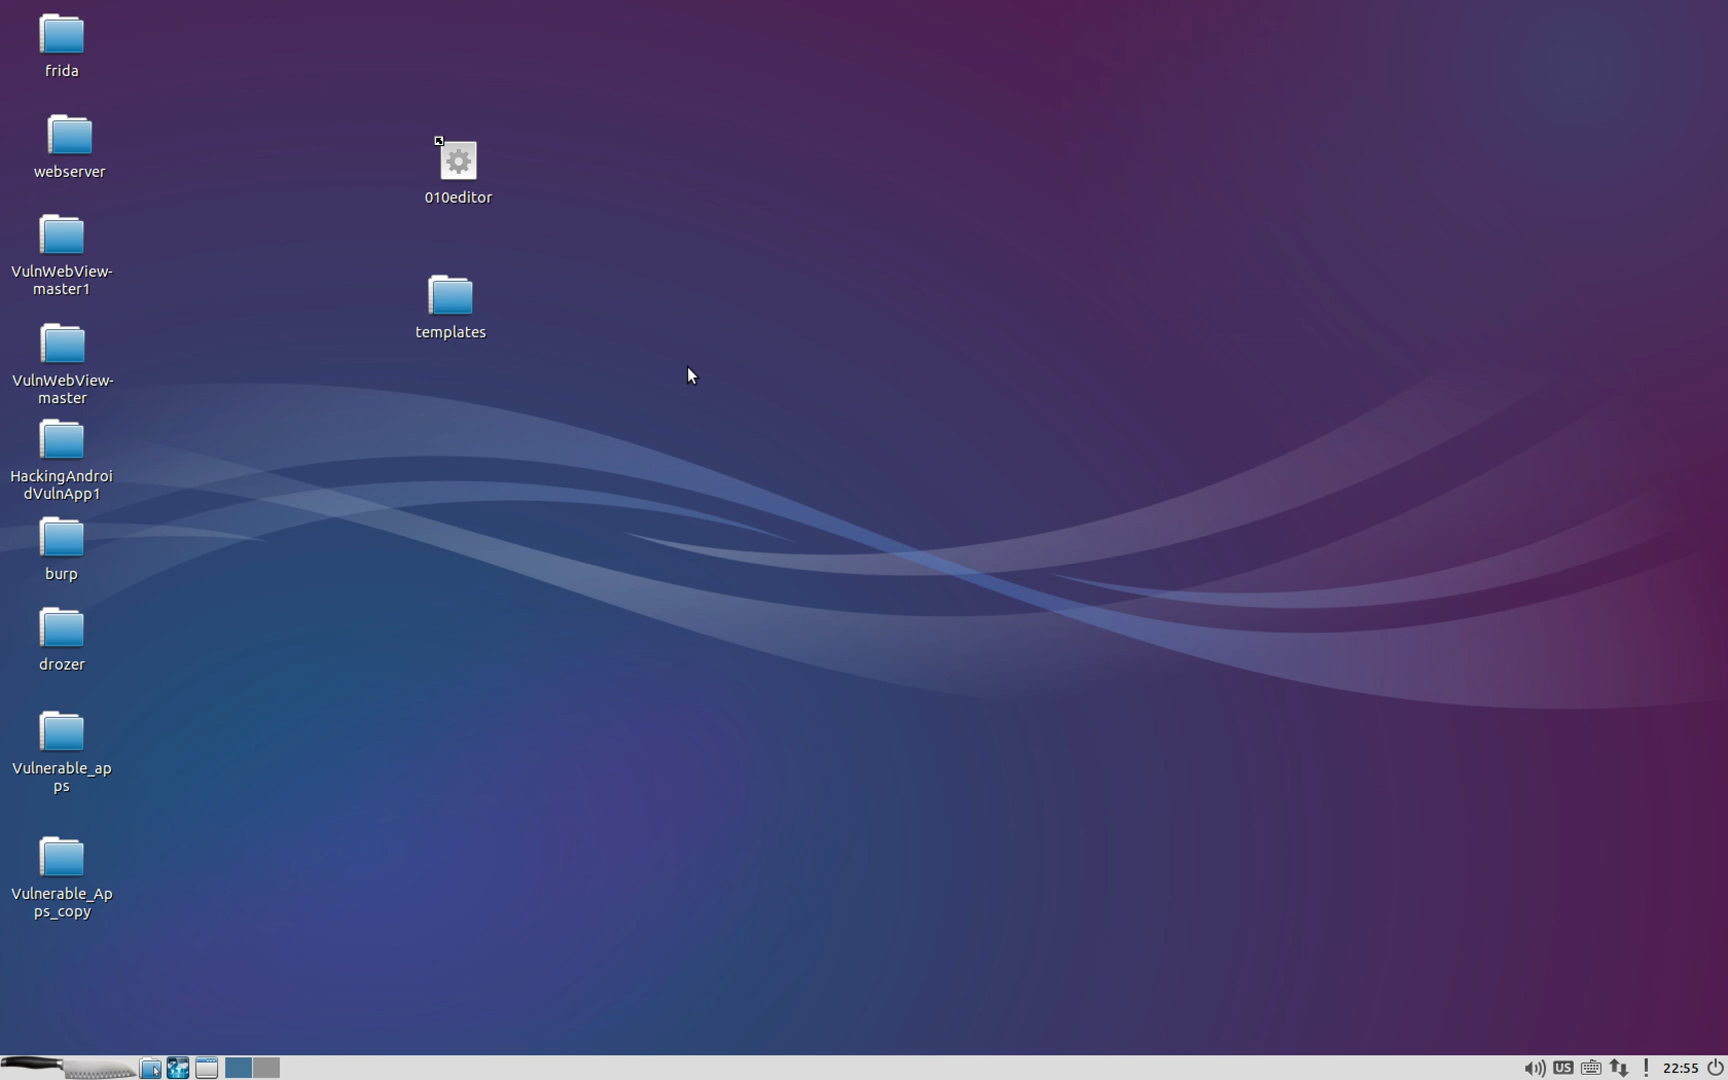 frida
webserver
VulnWebView-
master1
VulnWebView-
master
HackingAndroi
dVulnApp1
burp
drozer
Vulnerable_ap
ps
Vulnerable_Ap
ps_copy
010editor
templates
US
22:55